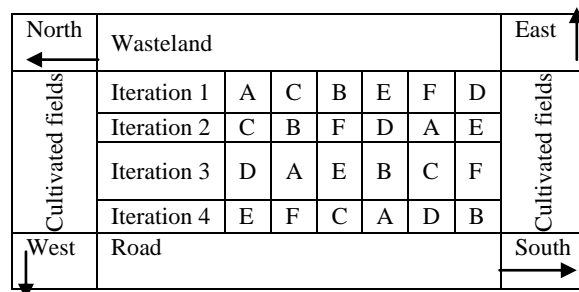 North Wasteland East
Cultivated fields
Iteration 1 A C B E F D
Iteration 2 C B F D A E
Iteration 3 D A E B C F
Iteration 4 E F C A D B
Cultivated fields
West Road South